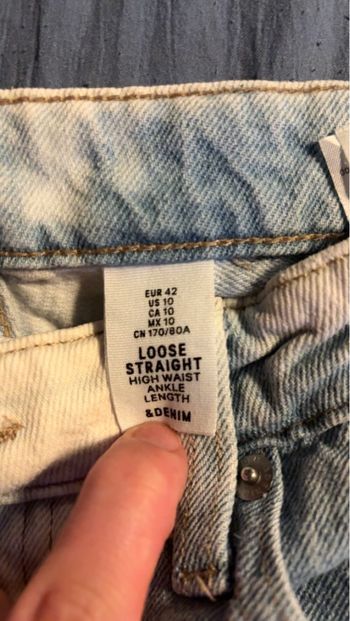 EUR 42
US 10
CA 10
MX 10
CN 170/80A
LOOSE
STRAIGHT
HIGH WAIST
ANKLE
LENGTH
&DENIM